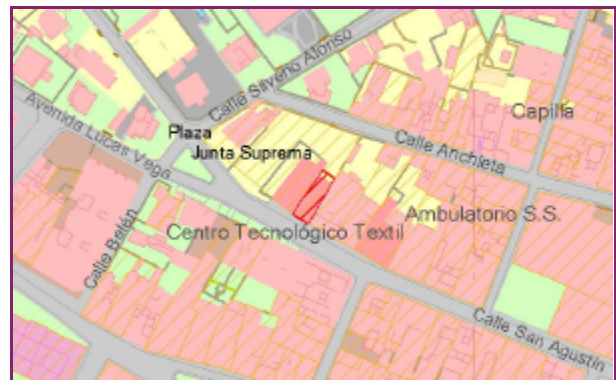 Calle Silverio Alonso
Avenida Lucas Vega
Plaza
Junta Suprema
Capilla
Calle Anchieta
Calle Belén
Centro Tecnológico Textil
Ambulatorio S.S.
Calle San Agustín